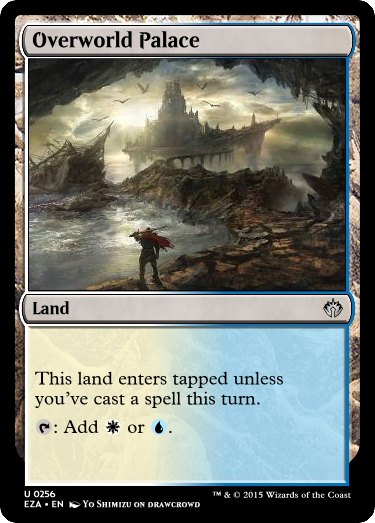 Overworld Palace
Land
This land enters tapped unless
you've cast a spell this turn.
: Add or .
U 0256
EZA • EN Yo Shimizu on drawcrowd
™ & © 2015 Wizards of the Coast